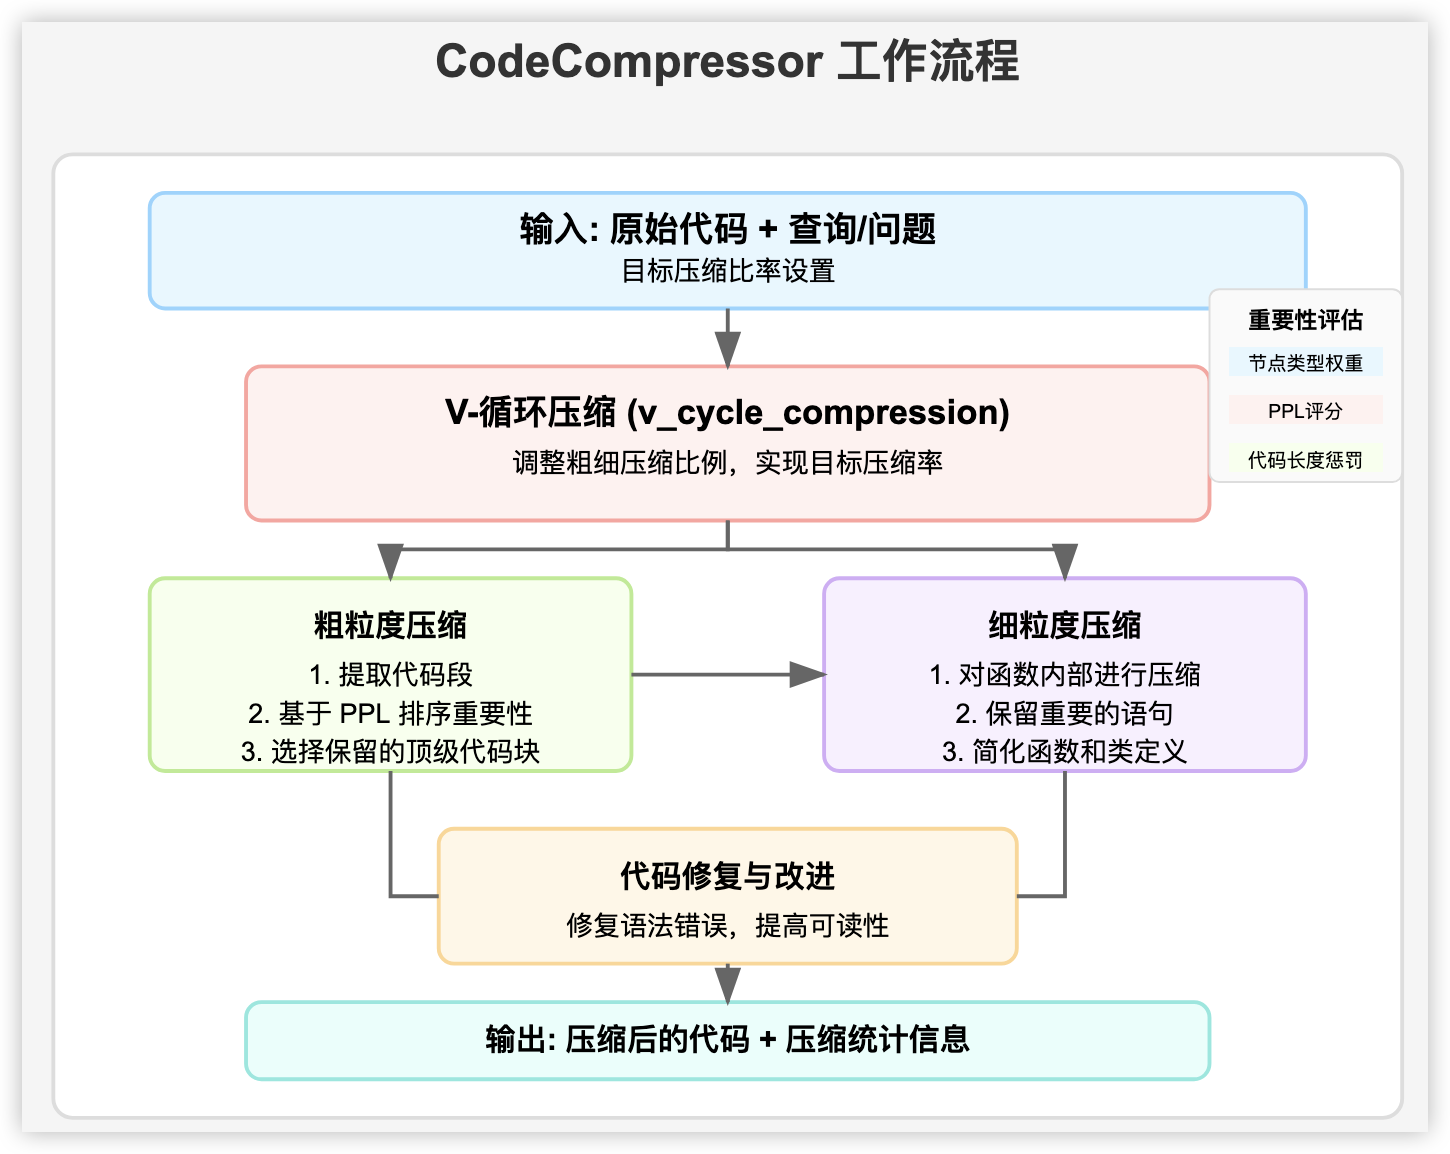 CodeCompressor 工作流程
输入: 原始代码 + 查询/问题
目标压缩比率设置
重要性评估
节点类型权重
PPL评分
代码长度惩罚
V-循环压缩 (v_cycle_compression)
调整粗细压缩比例，实现目标压缩率
粗粒度压缩
1. 提取代码段
2. 基于 PPL 排序重要性
3. 选择保留的顶级代码块
细粒度压缩
1. 对函数内部进行压缩
2. 保留重要的语句
3. 简化函数和类定义
代码修复与改进
修复语法错误，提高可读性
输出: 压缩后的代码 + 压缩统计信息